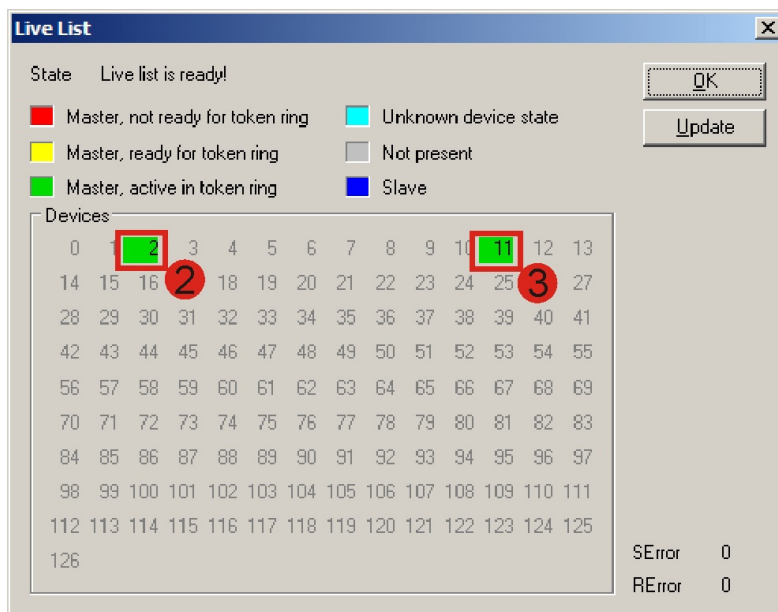 Live List
State Live list is ready!
OK
Master, not ready for token ring Unknown device state
Update
Master, ready for token ring Not present
Master, active in token ring Slave
Devices
0 1 2 3 4 5 6 7 8 9 10 11 12 13
14 15 16 2 18 19 20 21 22 23 24 25 3 27
28 29 30 31 32 33 34 35 36 37 38 39 40 41
42 43 44 45 46 47 48 49 50 51 52 53 54 55
56 57 58 59 60 61 62 63 64 65 66 67 68 69
70 71 72 73 74 75 76 77 78 79 80 81 82 83
84 85 86 87 88 89 90 91 92 93 94 95 96 97
98 99 100 101 102 103 104 105 106 107 108 109 110 111
112 113 114 115 116 117 118 119 120 121 122 123 124 125
126
SError 0
RError 0